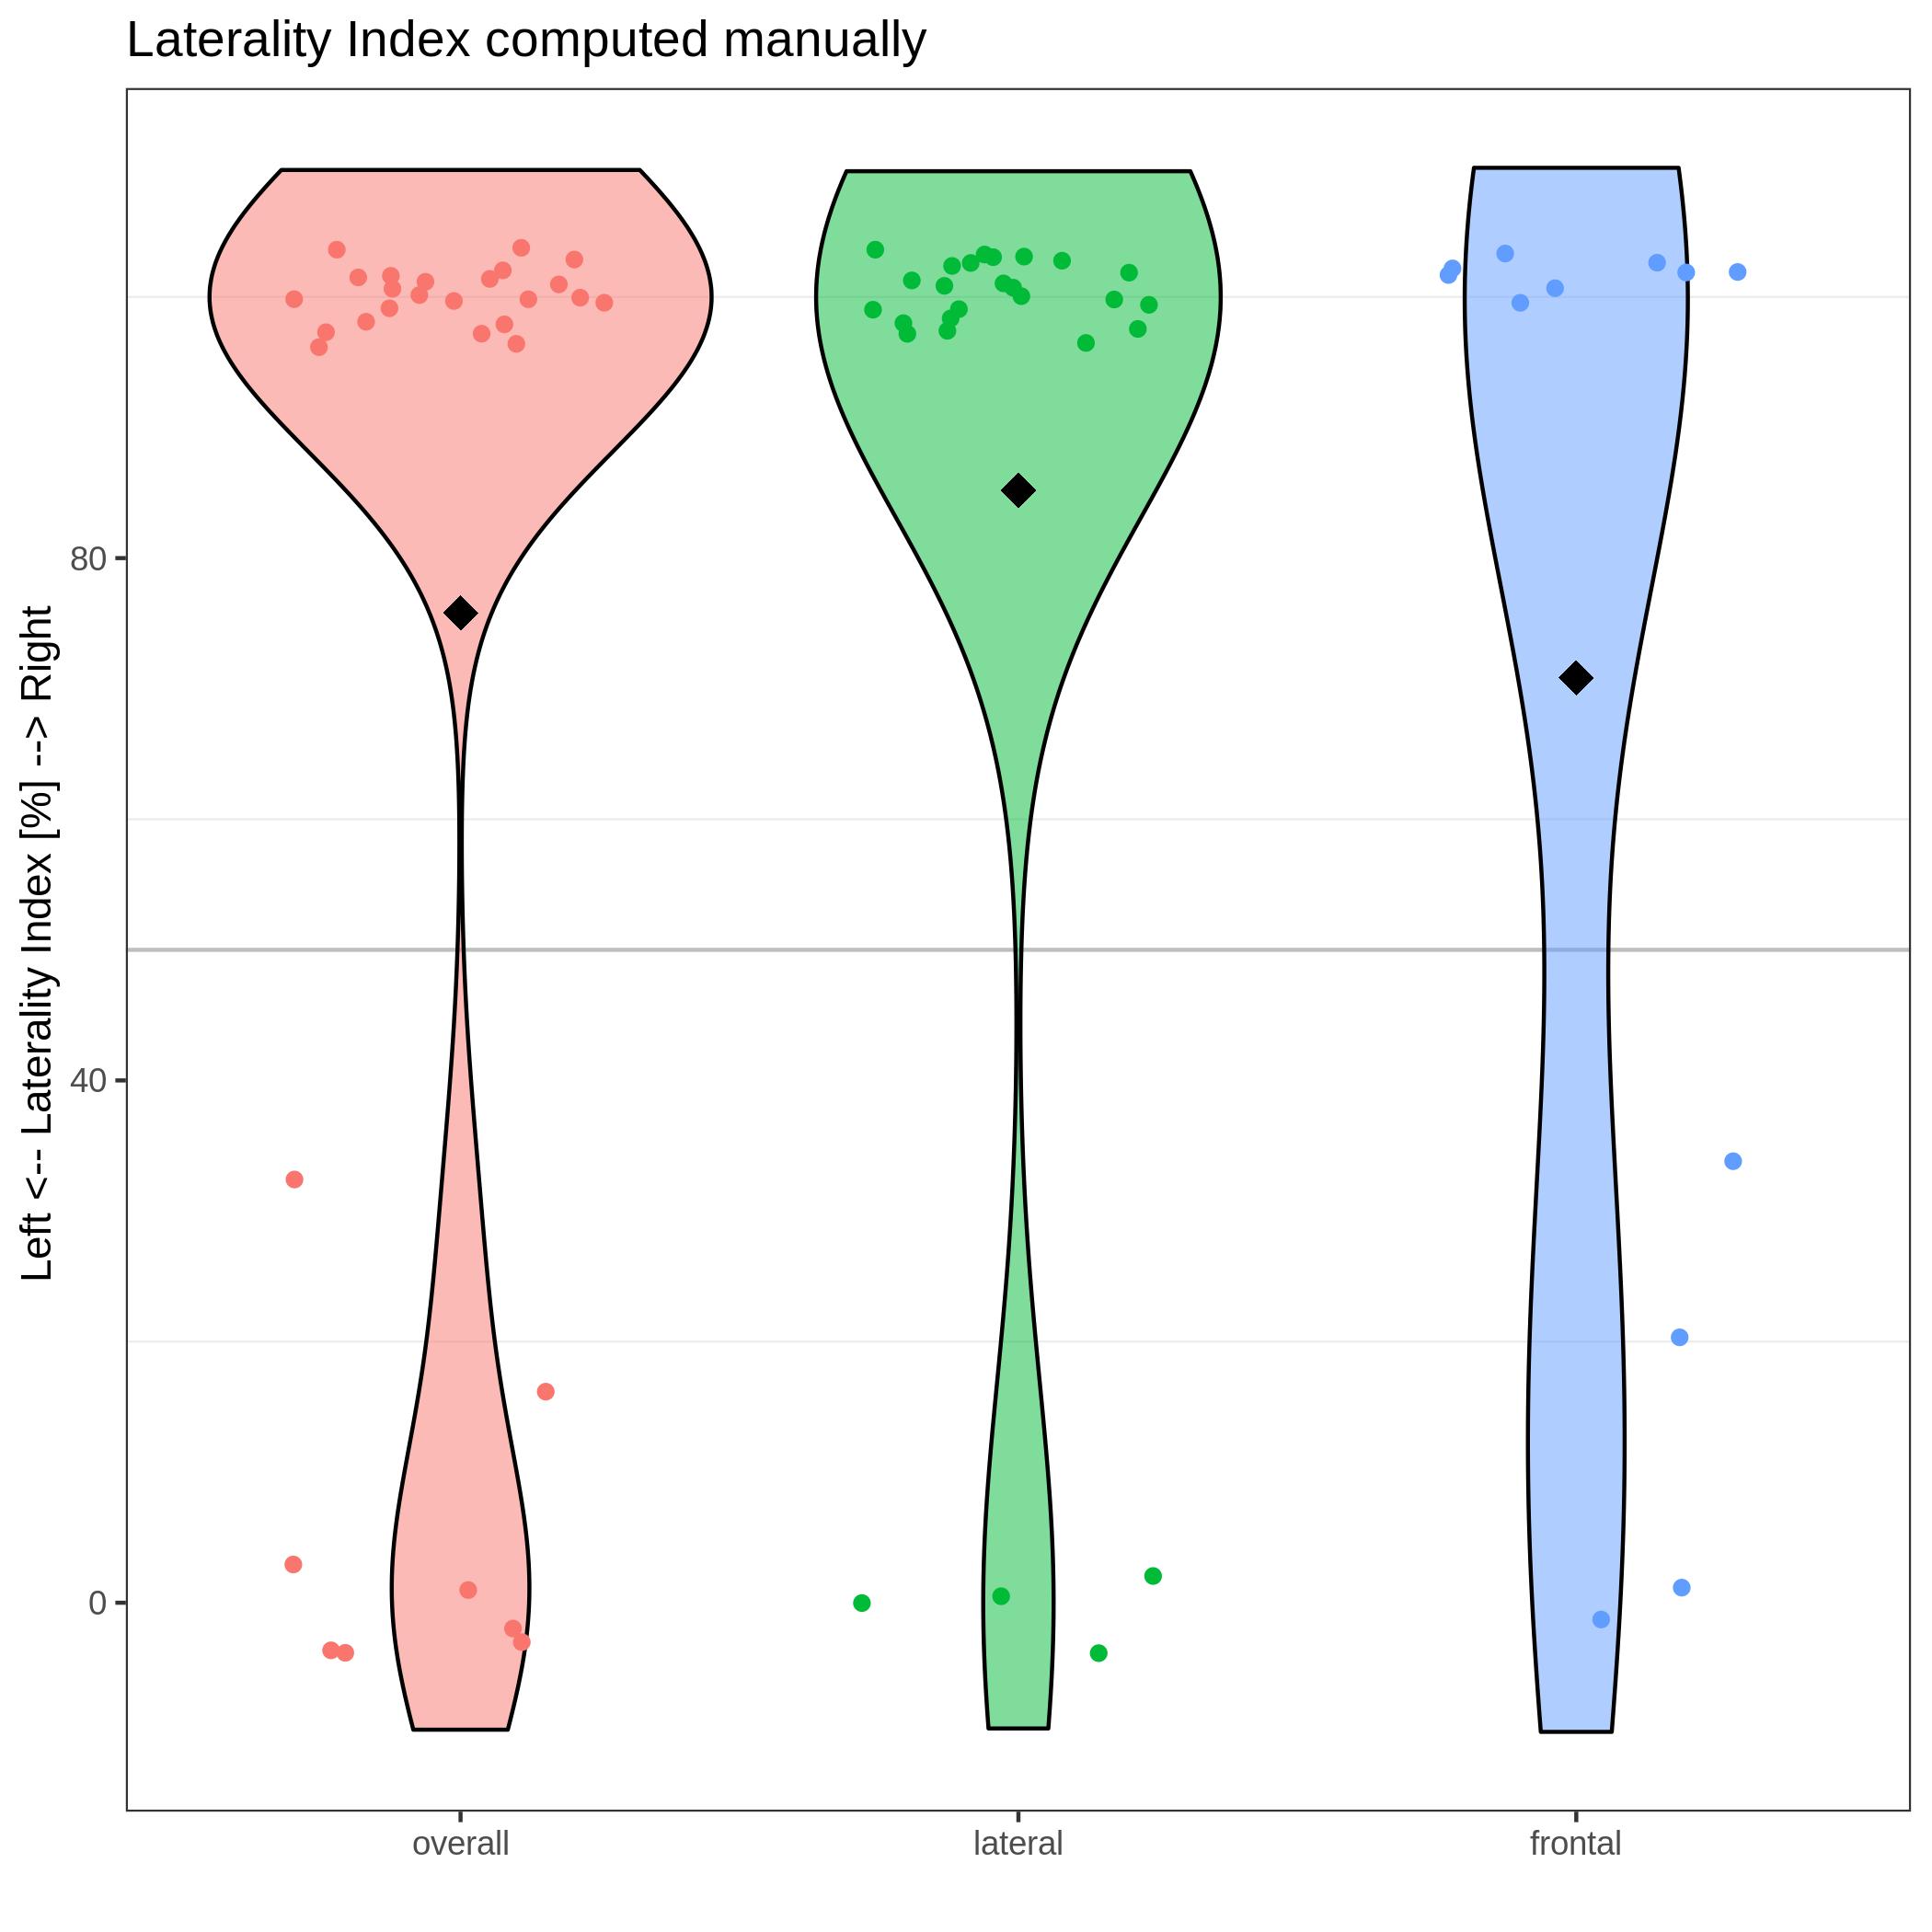 Laterality Index computed manually
Left <-- Laterality Index [%] --> Right
80
40
0
overall
lateral
frontal